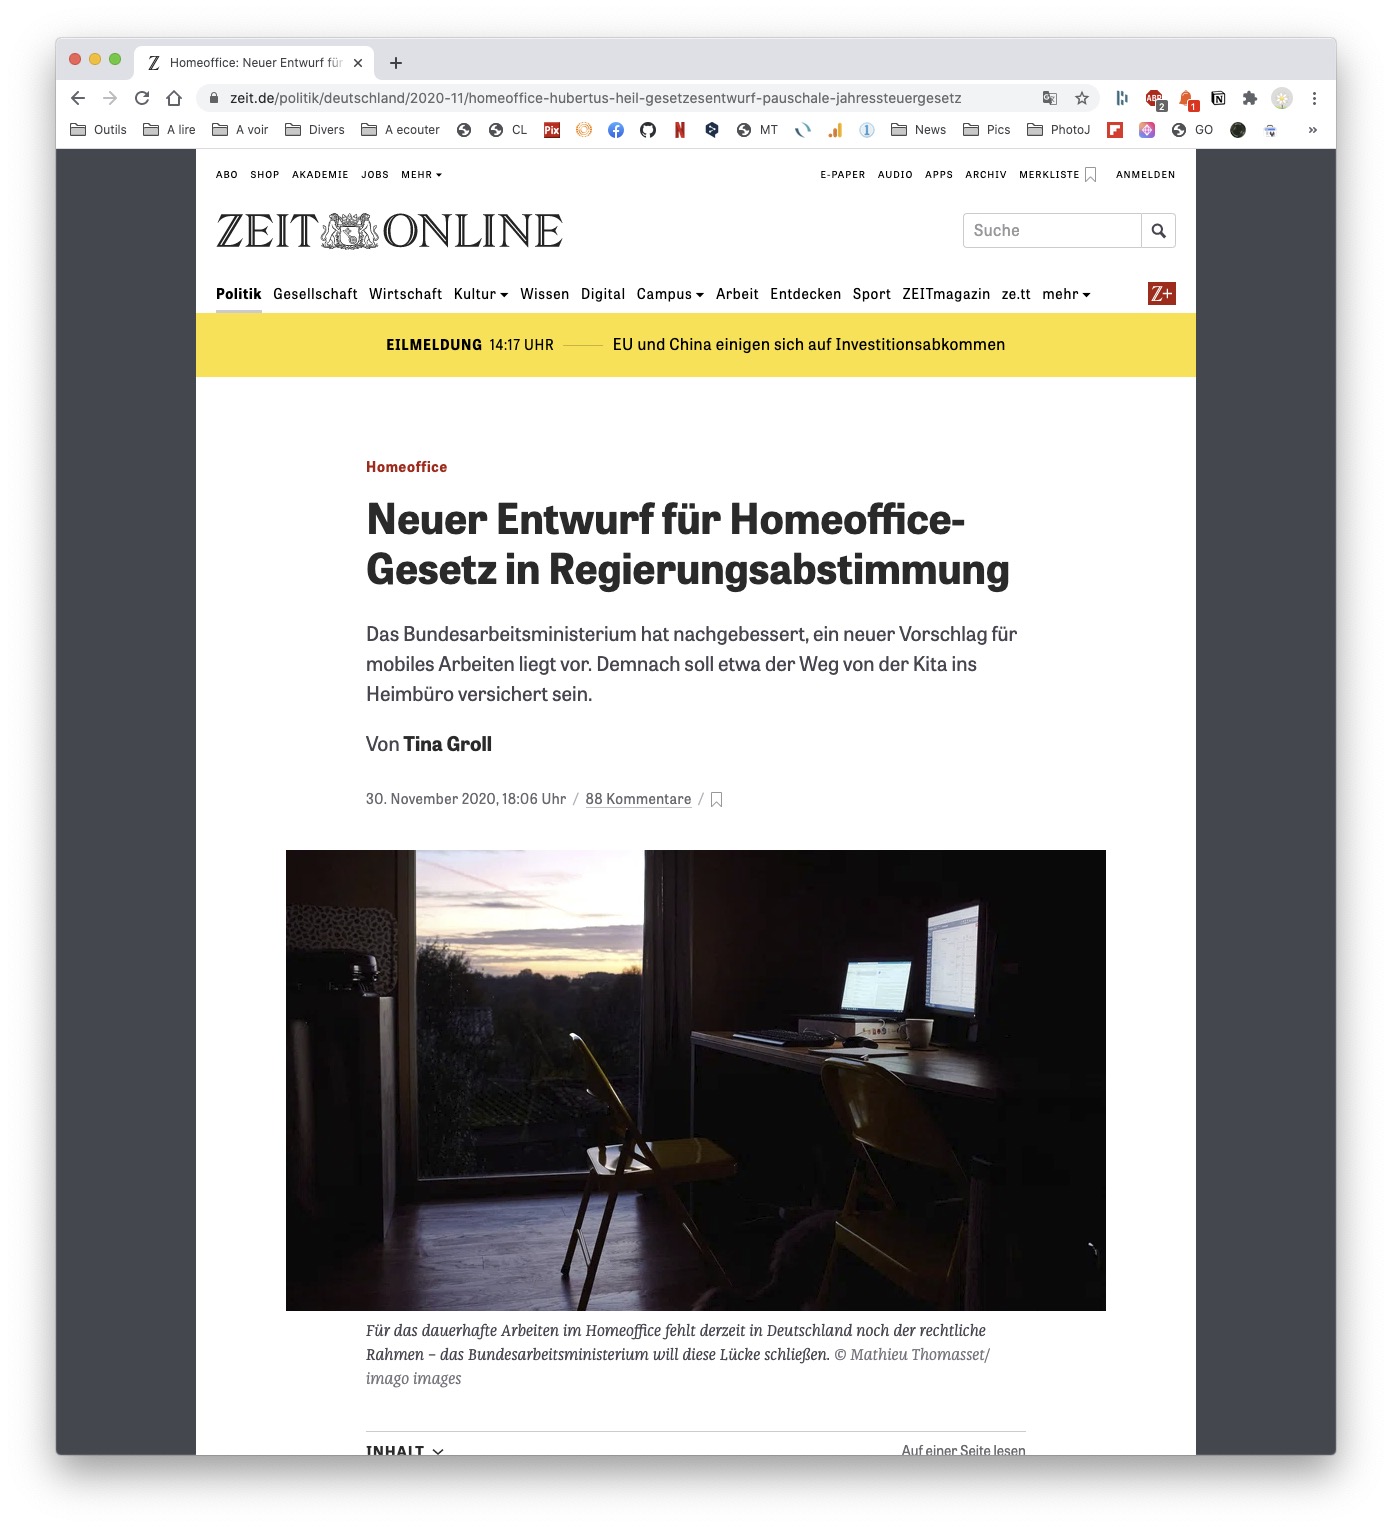 Homeoffice: Neuer Entwurf für
zeit.de/politik/deutschland/2020-11/homeoffice-hubertus-heil-gesetzesentwurf-pauschale-jahressteuergesetz
ABP 2 1
Outils A lire A voir Divers A ecouter CL Pix N MT News Pics PhotoJ GO »
ABO SHOP AKADEMIE JOBS MEHR E-PAPER AUDIO APPS ARCHIV MERKLISTE ANMELDEN
ZEIT ONLINE
Suche
Politik Gesellschaft Wirtschaft Kultur Wissen Digital Campus Arbeit Entdecken Sport ZEITmagazin ze.tt mehr Z+
EILMELDUNG 14:17 UHR EU und China einigen sich auf Investitionsabkommen
Homeoffice
Neuer Entwurf für Homeoffice-
Gesetz in Regierungsabstimmung
Das Bundesarbeitsministerium hat nachgebessert, ein neuer Vorschlag für
mobiles Arbeiten liegt vor. Demnach soll etwa der Weg von der Kita ins
Heimbüro versichert sein.
Von Tina Groll
30. November 2020, 18:06 Uhr / 88 Kommentare /
Für das dauerhafte Arbeiten im Homeoffice fehlt derzeit in Deutschland noch der rechtliche
Rahmen – das Bundesarbeitsministerium will diese Lücke schließen. © Mathieu Thomasset/
imago images
INHALT Auf einer Seite lesen